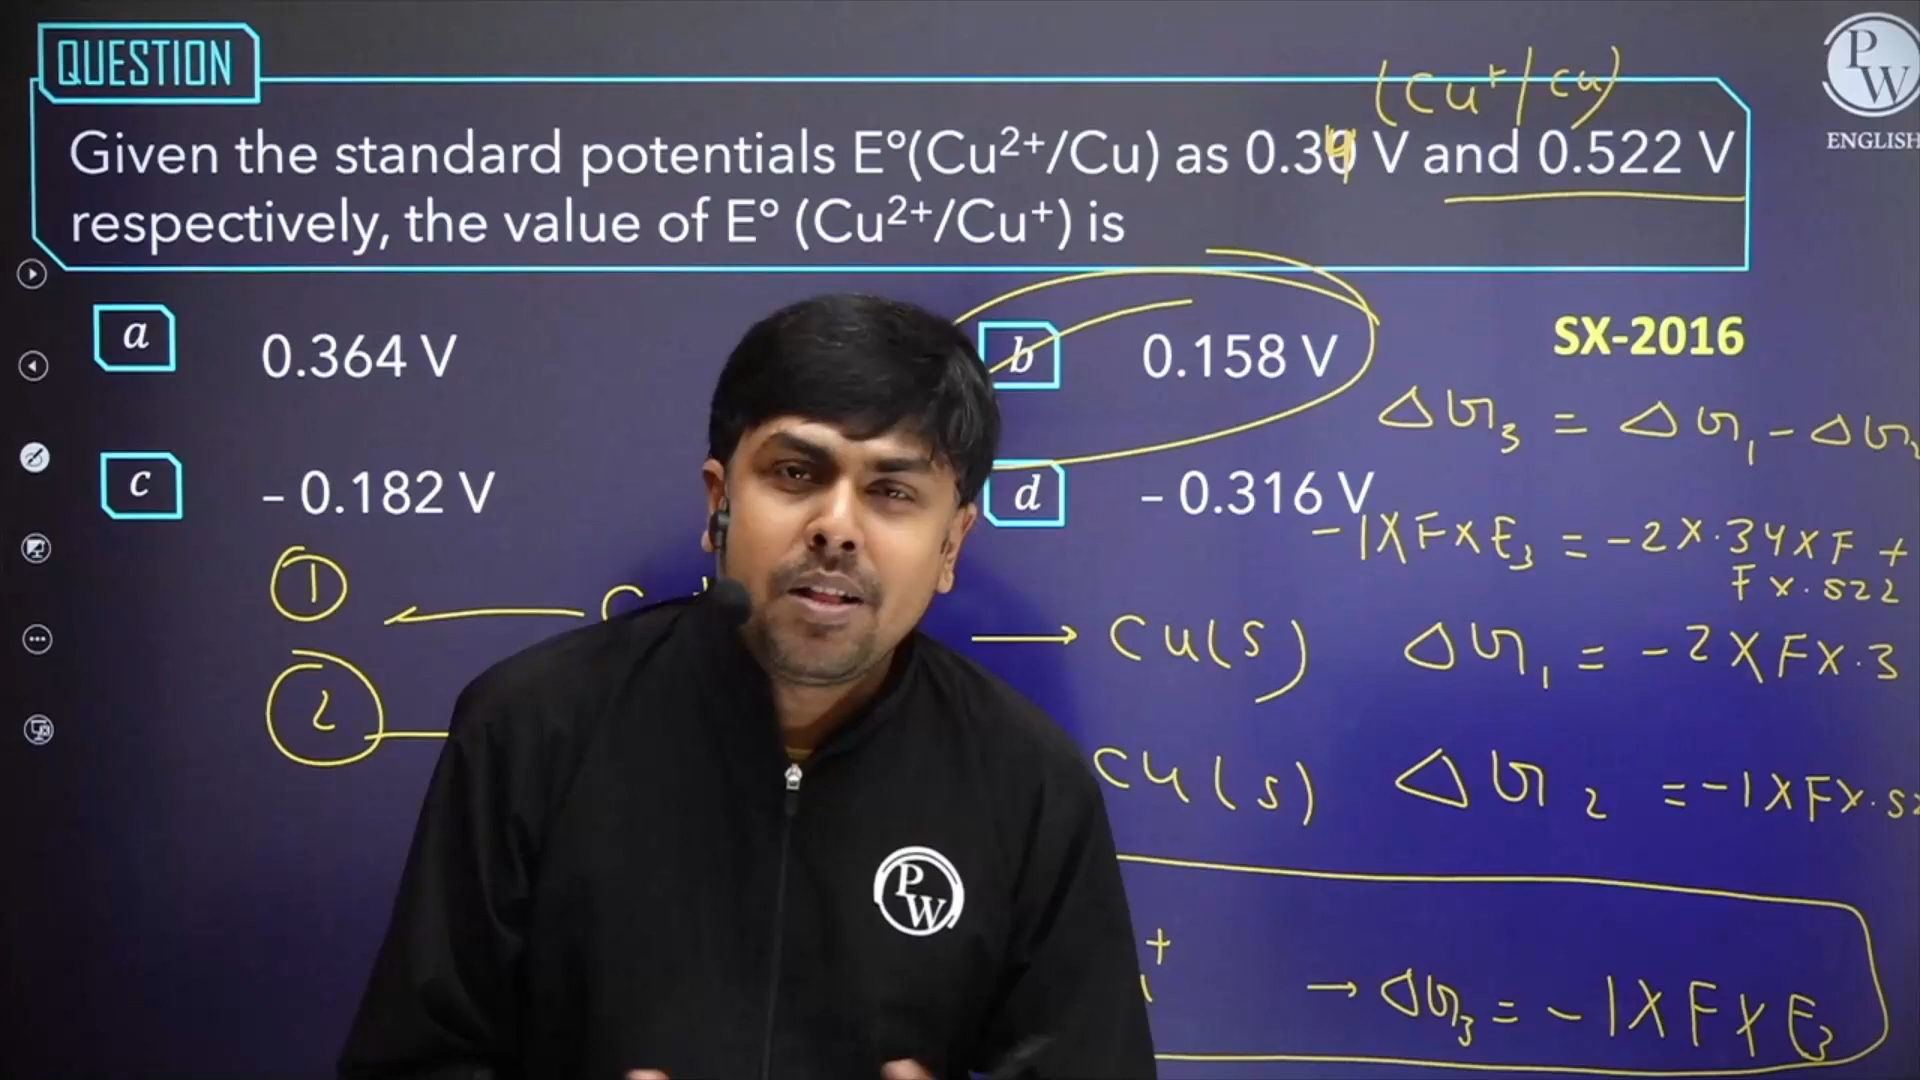 QUESTION
(Cu⁺/Cu)
PW
ENGLISH
Given the standard potentials E°(Cu²⁺/Cu) as 0.34 V and 0.522 V
respectively, the value of E° (Cu²⁺/Cu⁺) is
a 0.364 V
b 0.158 V
SX-2016
ΔG₃ = ΔG₁ - ΔG₂
c – 0.182 V
d – 0.316 V
-1×F×E₃ = -2×.34×F +
F×.522
1
→ Cu(s) ΔG₁ = -2×F×.3
2
Cu(s) ΔG₂ = -1×F×.5
PW
+
→ ΔG₃ = -1×F×E₃